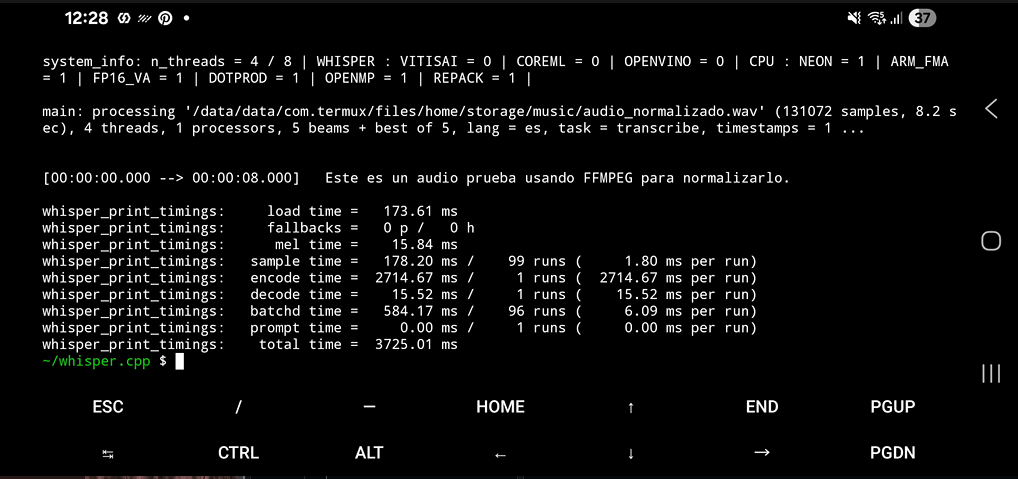 12:28
37
system_info: n_threads = 4 / 8 | WHISPER : VITISAI = 0 | COREML = 0 | OPENVINO = 0 | CPU : NEON = 1 | ARM_FMA
= 1 | FP16_VA = 1 | DOTPROD = 1 | OPENMP = 1 | REPACK = 1 |
main: processing '/data/data/com.termux/files/home/storage/music/audio_normalizado.wav' (131072 samples, 8.2 s
ec), 4 threads, 1 processors, 5 beams + best of 5, lang = es, task = transcribe, timestamps = 1 ...
[00:00:00.000 --> 00:00:08.000]   Este es un audio prueba usando FFMPEG para normalizarlo.
whisper_print_timings:     load time =   173.61 ms
whisper_print_timings:     fallbacks =   0 p /   0 h
whisper_print_timings:      mel time =    15.84 ms
whisper_print_timings:   sample time =   178.20 ms /    99 runs (     1.80 ms per run)
whisper_print_timings:   encode time =  2714.67 ms /     1 runs (  2714.67 ms per run)
whisper_print_timings:   decode time =    15.52 ms /     1 runs (    15.52 ms per run)
whisper_print_timings:   batchd time =   584.17 ms /    96 runs (     6.09 ms per run)
whisper_print_timings:   prompt time =     0.00 ms /     1 runs (     0.00 ms per run)
whisper_print_timings:    total time =  3725.01 ms
~/whisper.cpp $
ESC / — HOME ↑ END PGUP
↹ CTRL ALT ← ↓ → PGDN